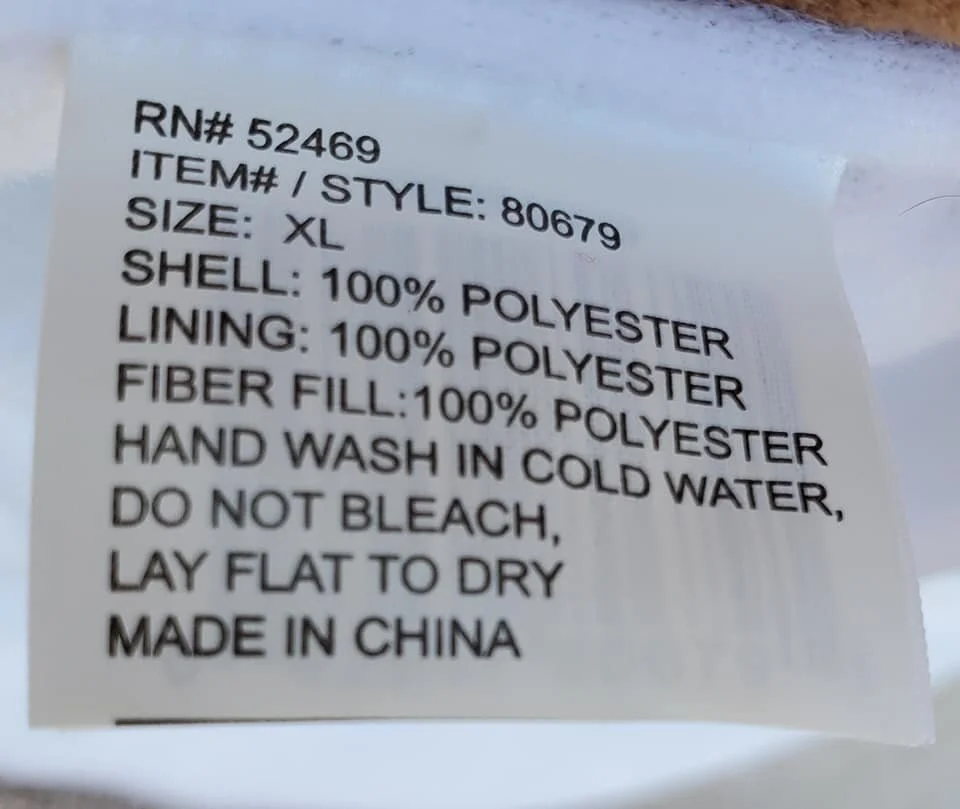 RN# 52469
ITEM# / STYLE: 80679
SIZE: XL
SHELL: 100% POLYESTER
LINING: 100% POLYESTER
FIBER FILL:100% POLYESTER
HAND WASH IN COLD WATER,
DO NOT BLEACH,
LAY FLAT TO DRY
MADE IN CHINA